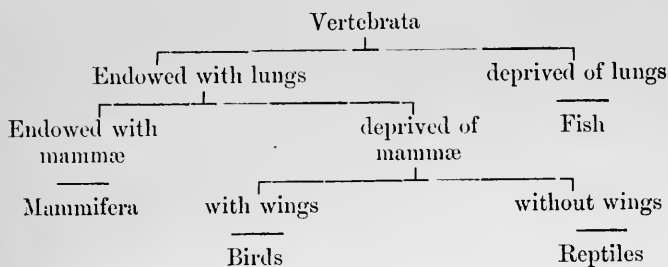 Vertebrata
Endowed with lungs
deprived of lungs
Endowed with
mammæ
deprived of
mammæ
Fish
Mammifera
with wings
without wings
Birds
Reptiles